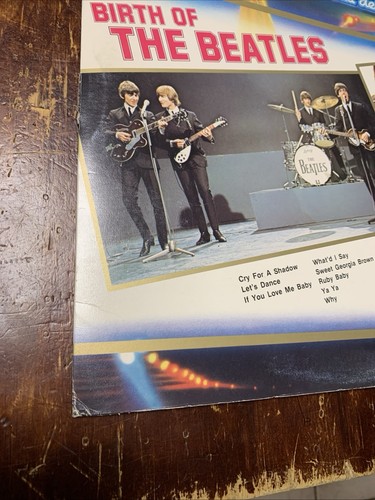 BIRTH OF
THE BEATLES
THE
BEATLES
Cry For A Shadow
Let's Dance
If You Love Me Baby
What'd I Say
Sweet Georgia Brown
Ruby Baby
Ya Ya
Why